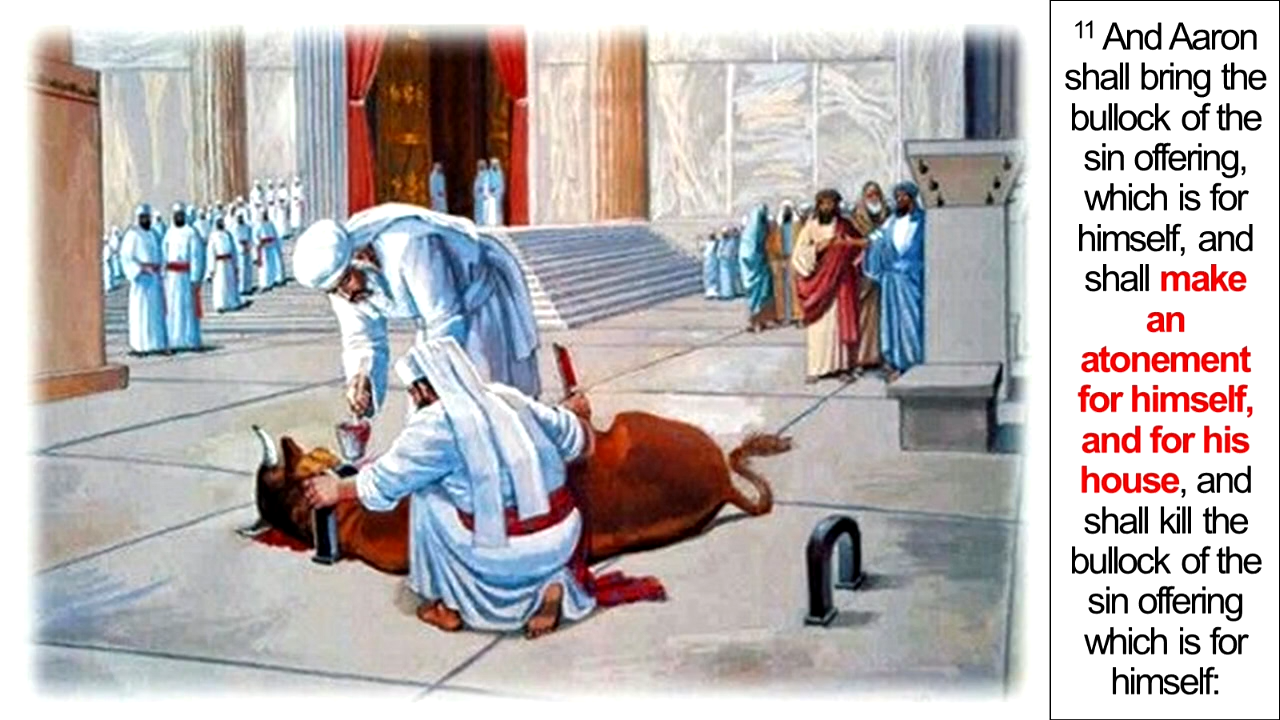 11 And Aaron
shall bring the
bullock of the
sin offering,
which is for
himself, and
shall make
an
atonement
for himself,
and for his
house, and
shall kill the
bullock of the
sin offering
which is for
himself: